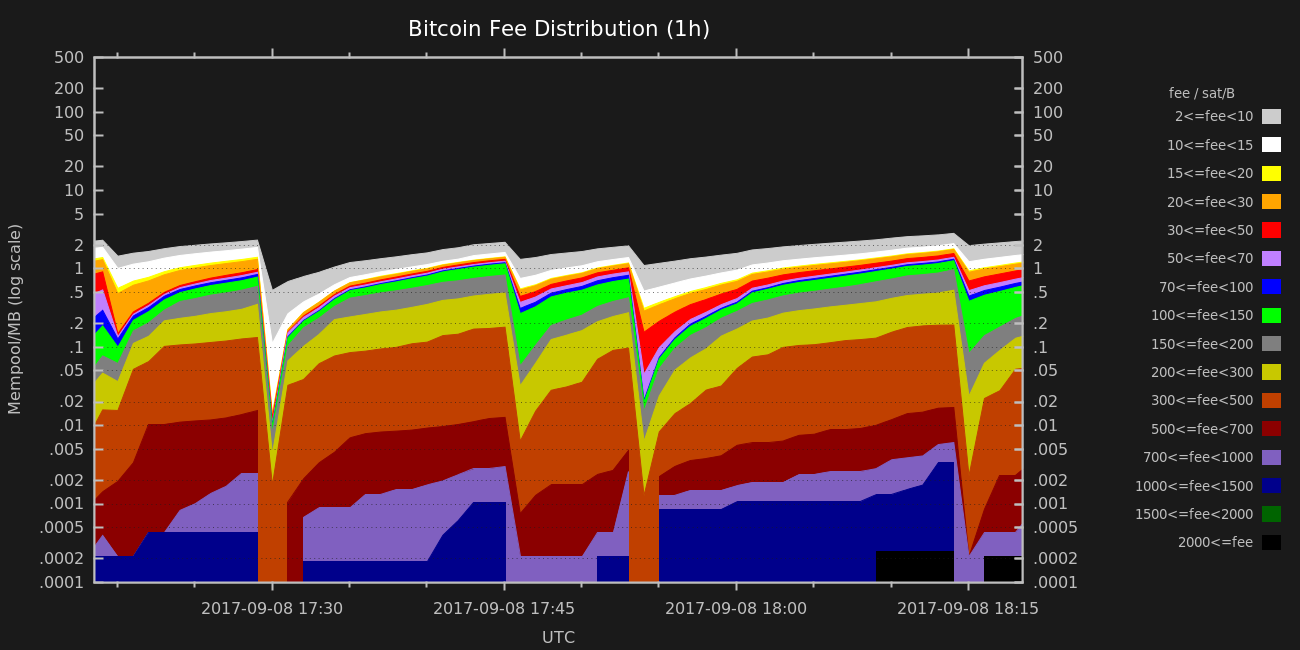 Bitcoin Fee Distribution (1h)
500
200
100
50
20
10
5
2
1
.5
.2
.1
.05
.02
.01
.005
.002
.001
.0005
.0002
.0001
Mempool/MB (log scale)
500
200
100
50
20
10
5
2
1
.5
.2
.1
.05
.02
.01
.005
.002
.001
.0005
.0002
.0001
2017-09-08 17:30
2017-09-08 17:45
2017-09-08 18:00
2017-09-08 18:15
UTC
fee / sat/B
2<=fee<10
10<=fee<15
15<=fee<20
20<=fee<30
30<=fee<50
50<=fee<70
70<=fee<100
100<=fee<150
150<=fee<200
200<=fee<300
300<=fee<500
500<=fee<700
700<=fee<1000
1000<=fee<1500
1500<=fee<2000
2000<=fee